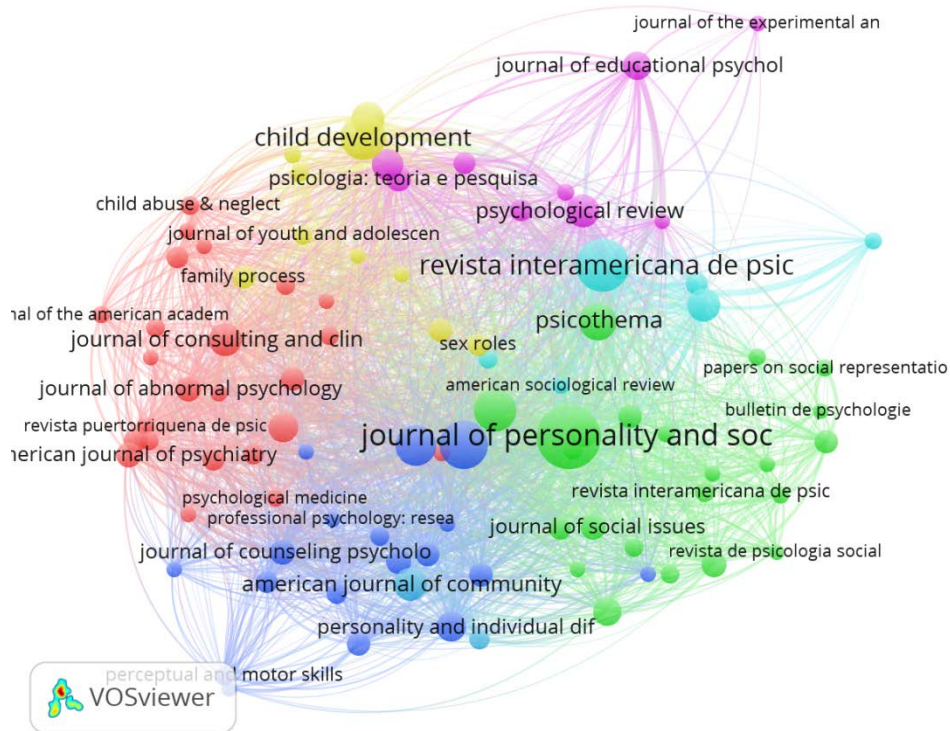 journal of the experimental an
journal of educational psychol
child development
psicologia: teoria e pesquisa
child abuse & neglect
psychological review
journal of youth and adolescen
revista interamericana de psic
family process
nal of the american academ
psicothema
journal of consulting and clin
sex roles
papers on social representatio
american sociological review
journal of abnormal psychology
bulletin de psychologie
revista puertorriquena de psic
journal of personality and soc
merican journal of psychiatry
revista interamericana de psic
psychological medicine
professional psychology: resea
journal of social issues
journal of counseling psycholo
revista de psicologia social
american journal of community
personality and individual dif
perceptual and motor skills
VOSviewer